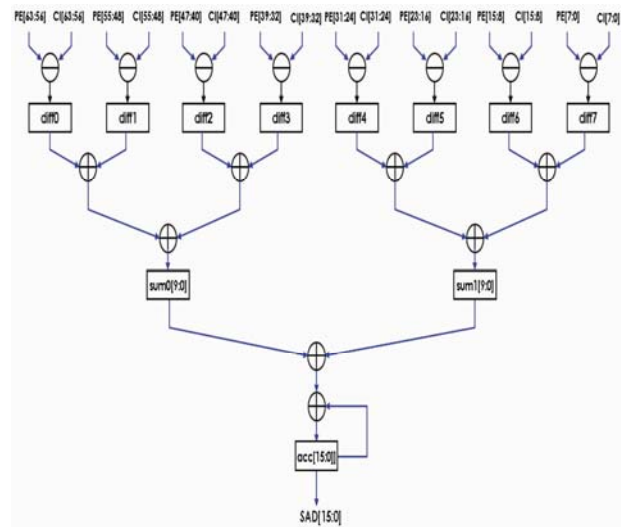 PE[63:56] CI[63:56] PE[55:48] CI[55:48] PE[47:40] CI[47:40] PE[39:32] CI[39:32] PE[31:24] CI[31:24] PE[23:16] CI[23:16] PE[15:8] CI[15:8] PE[7:0] CI[7:0]
diff0 diff1 diff2 diff3 diff4 diff5 diff6 diff7
sum0[9:0] sum1[9:0]
acc[15:0]]
SAD[15:0]